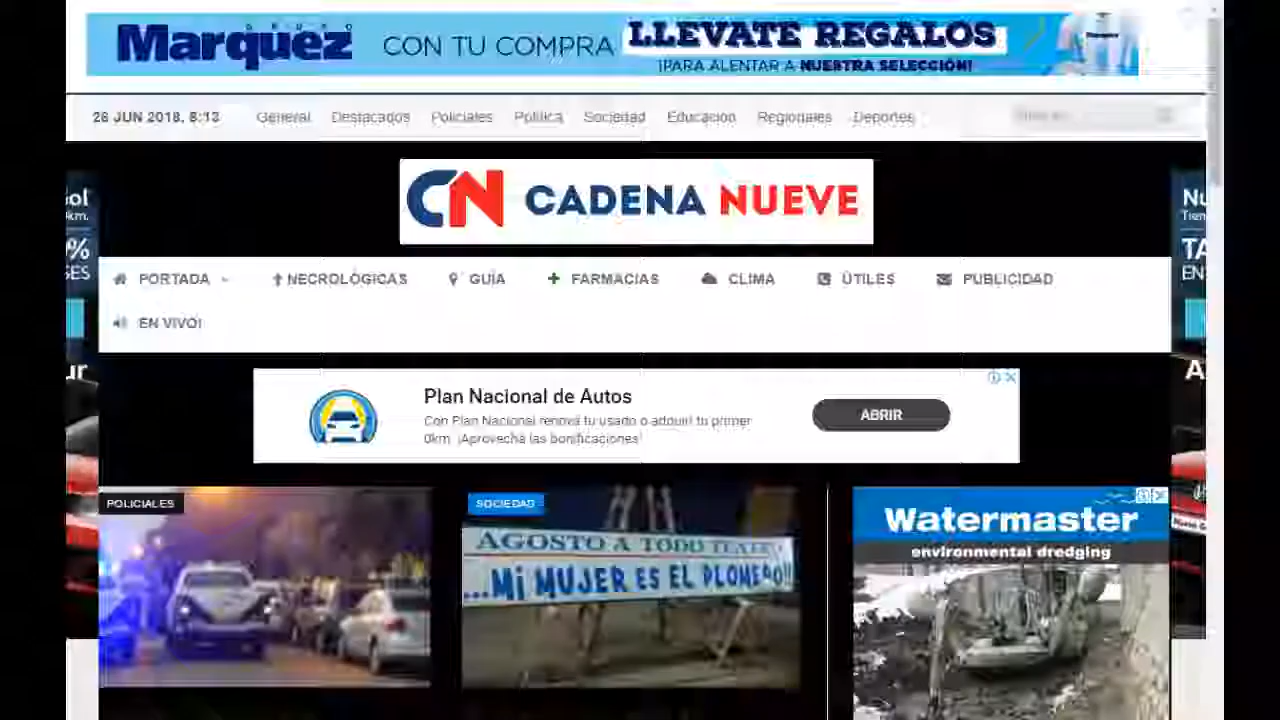 GRUPO
Marquez
CON TU COMPRA
LLEVATE REGALOS
¡PARA ALENTAR A NUESTRA SELECCIÓN!
26 JUN 2018, 8:13 General Destacados Policiales Política Sociedad Educación Regionales Deportes
CN CADENA NUEVE
PORTADA NECROLÓGICAS GUÍA FARMACIAS CLIMA ÚTILES PUBLICIDAD
EN VIVO!
Plan Nacional de Autos
Con Plan Nacional renová tu usado o adquirí tu primer
0km. ¡Aprovechá las bonificaciones!
ABRIR
POLICIALES
SOCIEDAD
AGOSTO A TODO TEATRO
...Mi MUJER ES EL PLOMERO!!
Watermaster
environmental dredging